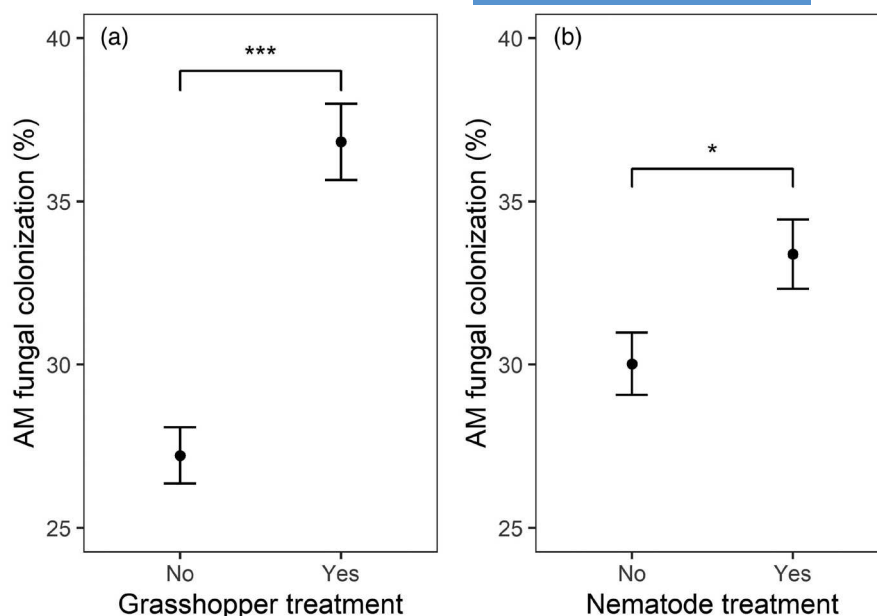 (a)
***
40
35
30
25
AM fungal colonization (%)
No Yes
Grasshopper treatment
(b)
*
40
35
30
25
AM fungal colonization (%)
No Yes
Nematode treatment